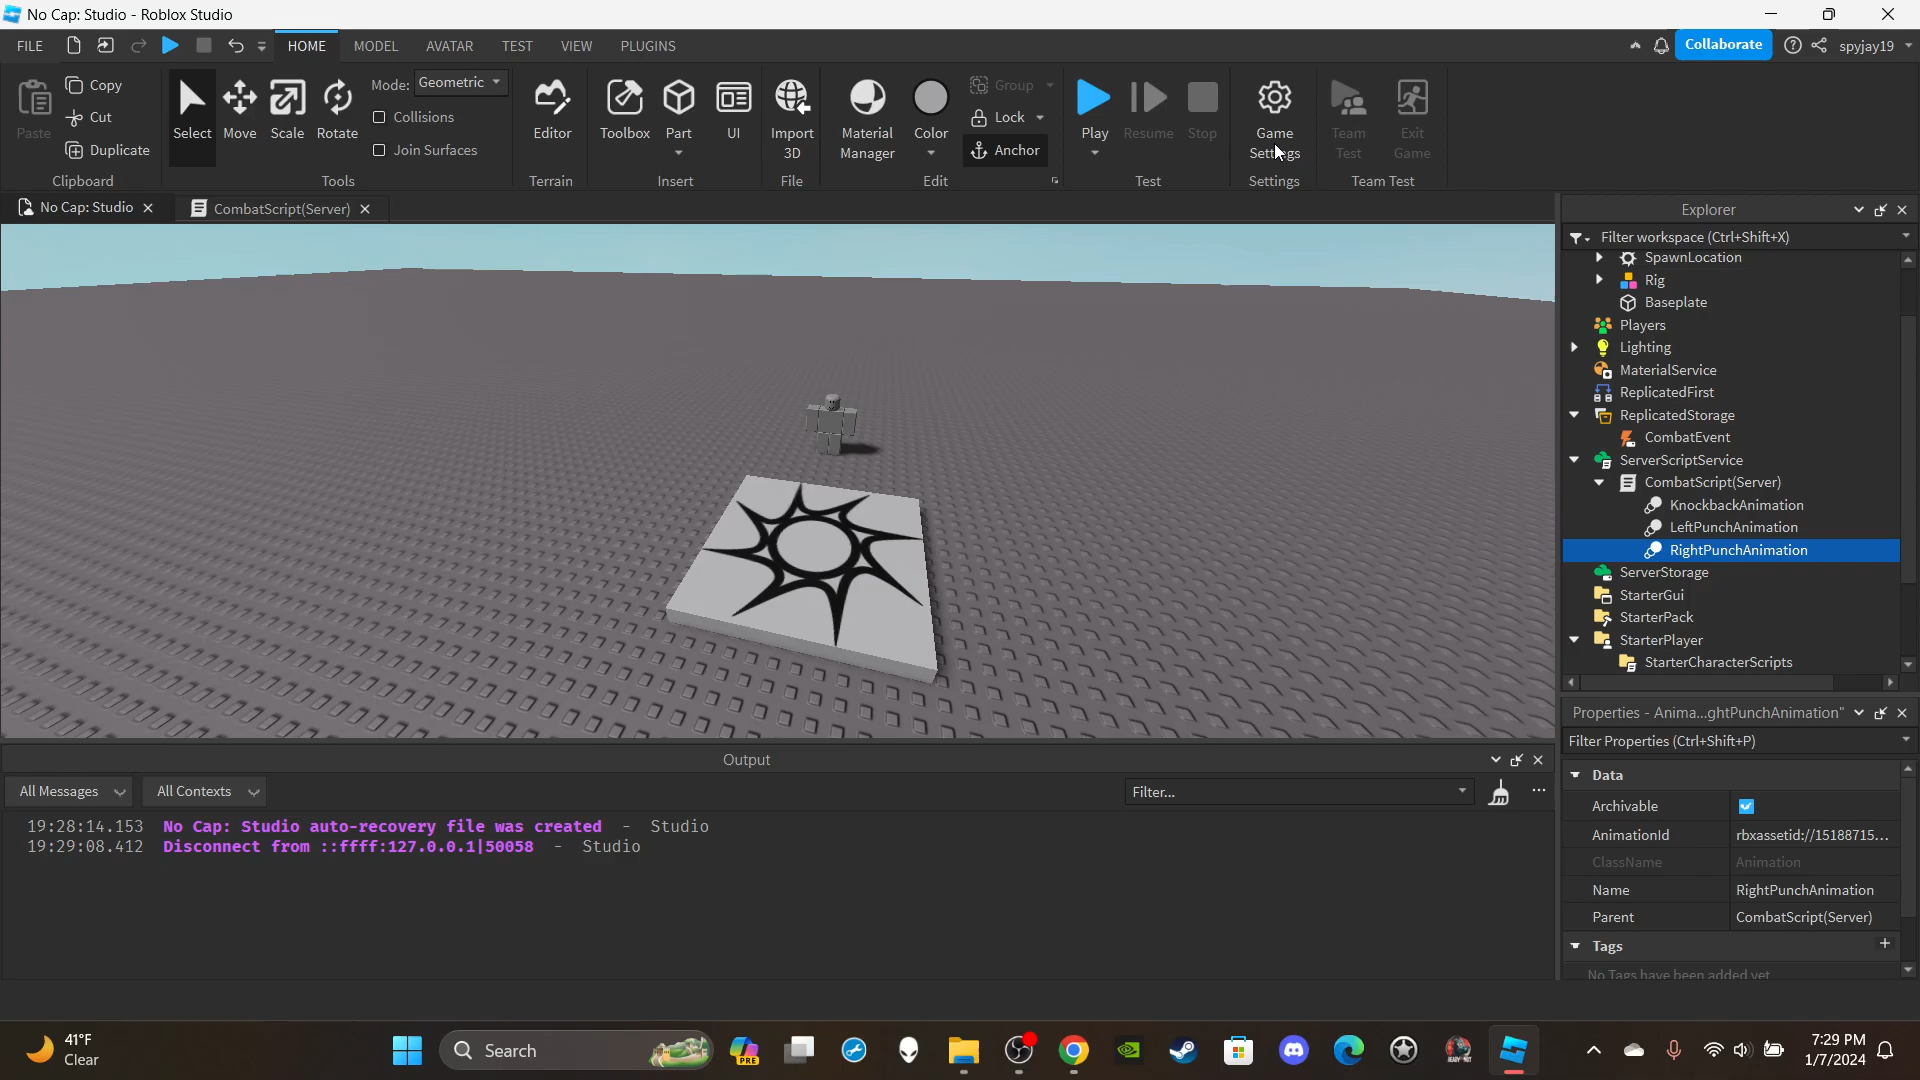 No Cap: Studio - Roblox Studio
FILE HOME MODEL AVATAR TEST VIEW PLUGINS Collaborate spyjay19
Paste Copy Cut Duplicate Clipboard
Select Move Scale Rotate Mode: Geometric Collisions Join Surfaces Tools
Editor Terrain
Toolbox Part UI Insert
Import 3D File
Material Manager Color Group Lock Anchor Edit
Play Resume Stop Test
Game Settings Settings
Team Test Exit Game Team Test
No Cap: Studio CombatScript(Server)
Explorer
Filter workspace (Ctrl+Shift+X)
SpawnLocation
Rig
Baseplate
Players
Lighting
MaterialService
ReplicatedFirst
ReplicatedStorage
CombatEvent
ServerScriptService
CombatScript(Server)
KnockbackAnimation
LeftPunchAnimation
RightPunchAnimation
ServerStorage
StarterGui
StarterPack
StarterPlayer
StarterCharacterScripts
Properties - Anima...ghtPunchAnimation"
Filter Properties (Ctrl+Shift+P)
Data
Archivable
AnimationId rbxassetid://15188715...
ClassName Animation
Name RightPunchAnimation
Parent CombatScript(Server)
Tags
No Tags have been added yet
Output
All Messages All Contexts Filter...
19:28:14.153 No Cap: Studio auto-recovery file was created - Studio
19:29:08.412 Disconnect from ::ffff:127.0.0.1|50058 - Studio
41°F
Clear
Search
PRE
7:29 PM
1/7/2024